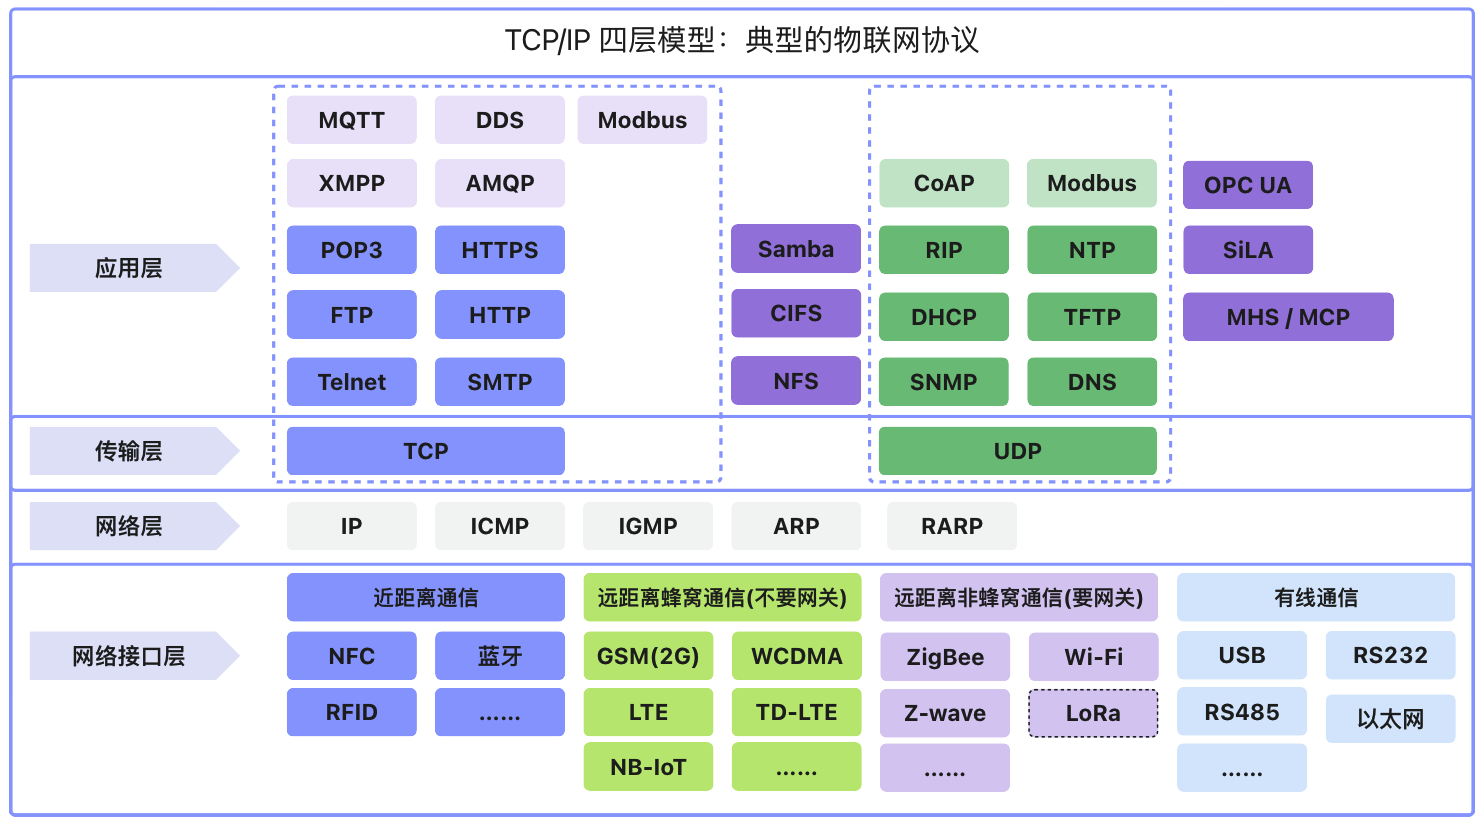 TCP/IP 四层模型：典型的物联网协议
应用层
MQTT
DDS
Modbus
XMPP
AMQP
POP3
HTTPS
FTP
HTTP
Telnet
SMTP
Samba
CIFS
NFS
CoAP
Modbus
RIP
NTP
DHCP
TFTP
SNMP
DNS
OPC UA
SiLA
MHS / MCP
传输层
TCP
UDP
网络层
IP
ICMP
IGMP
ARP
RARP
网络接口层
近距离通信
NFC
蓝牙
RFID
……
远距离蜂窝通信(不要网关)
GSM(2G)
WCDMA
LTE
TD-LTE
NB-IoT
……
远距离非蜂窝通信(要网关)
ZigBee
Wi-Fi
Z-wave
LoRa
……
有线通信
USB
RS232
RS485
以太网
……